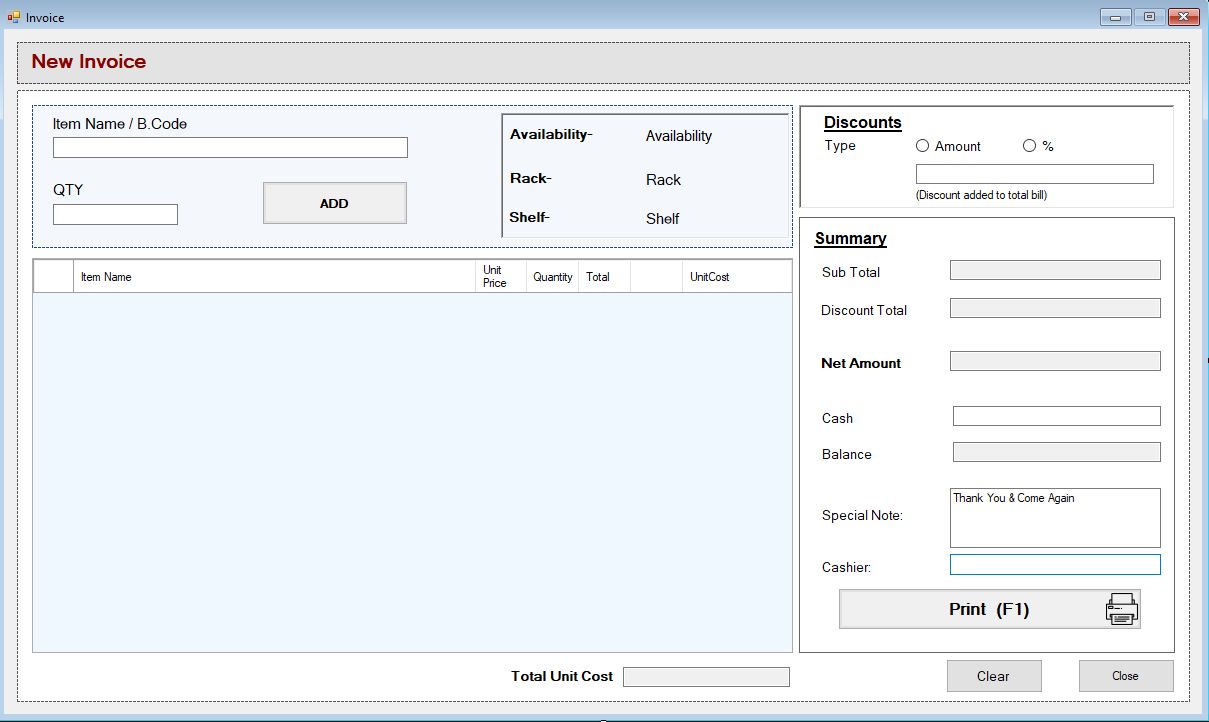 Invoice
New Invoice
Item Name / B.Code
QTY
ADD
Availability- Availability
Rack- Rack
Shelf- Shelf
Discounts
Type Amount %
(Discount added to total bill)
Item Name Unit Price Quantity Total UnitCost
Summary
Sub Total
Discount Total
Net Amount
Cash
Balance
Special Note: Thank You & Come Again
Cashier:
Print (F1)
Total Unit Cost
Clear
Close